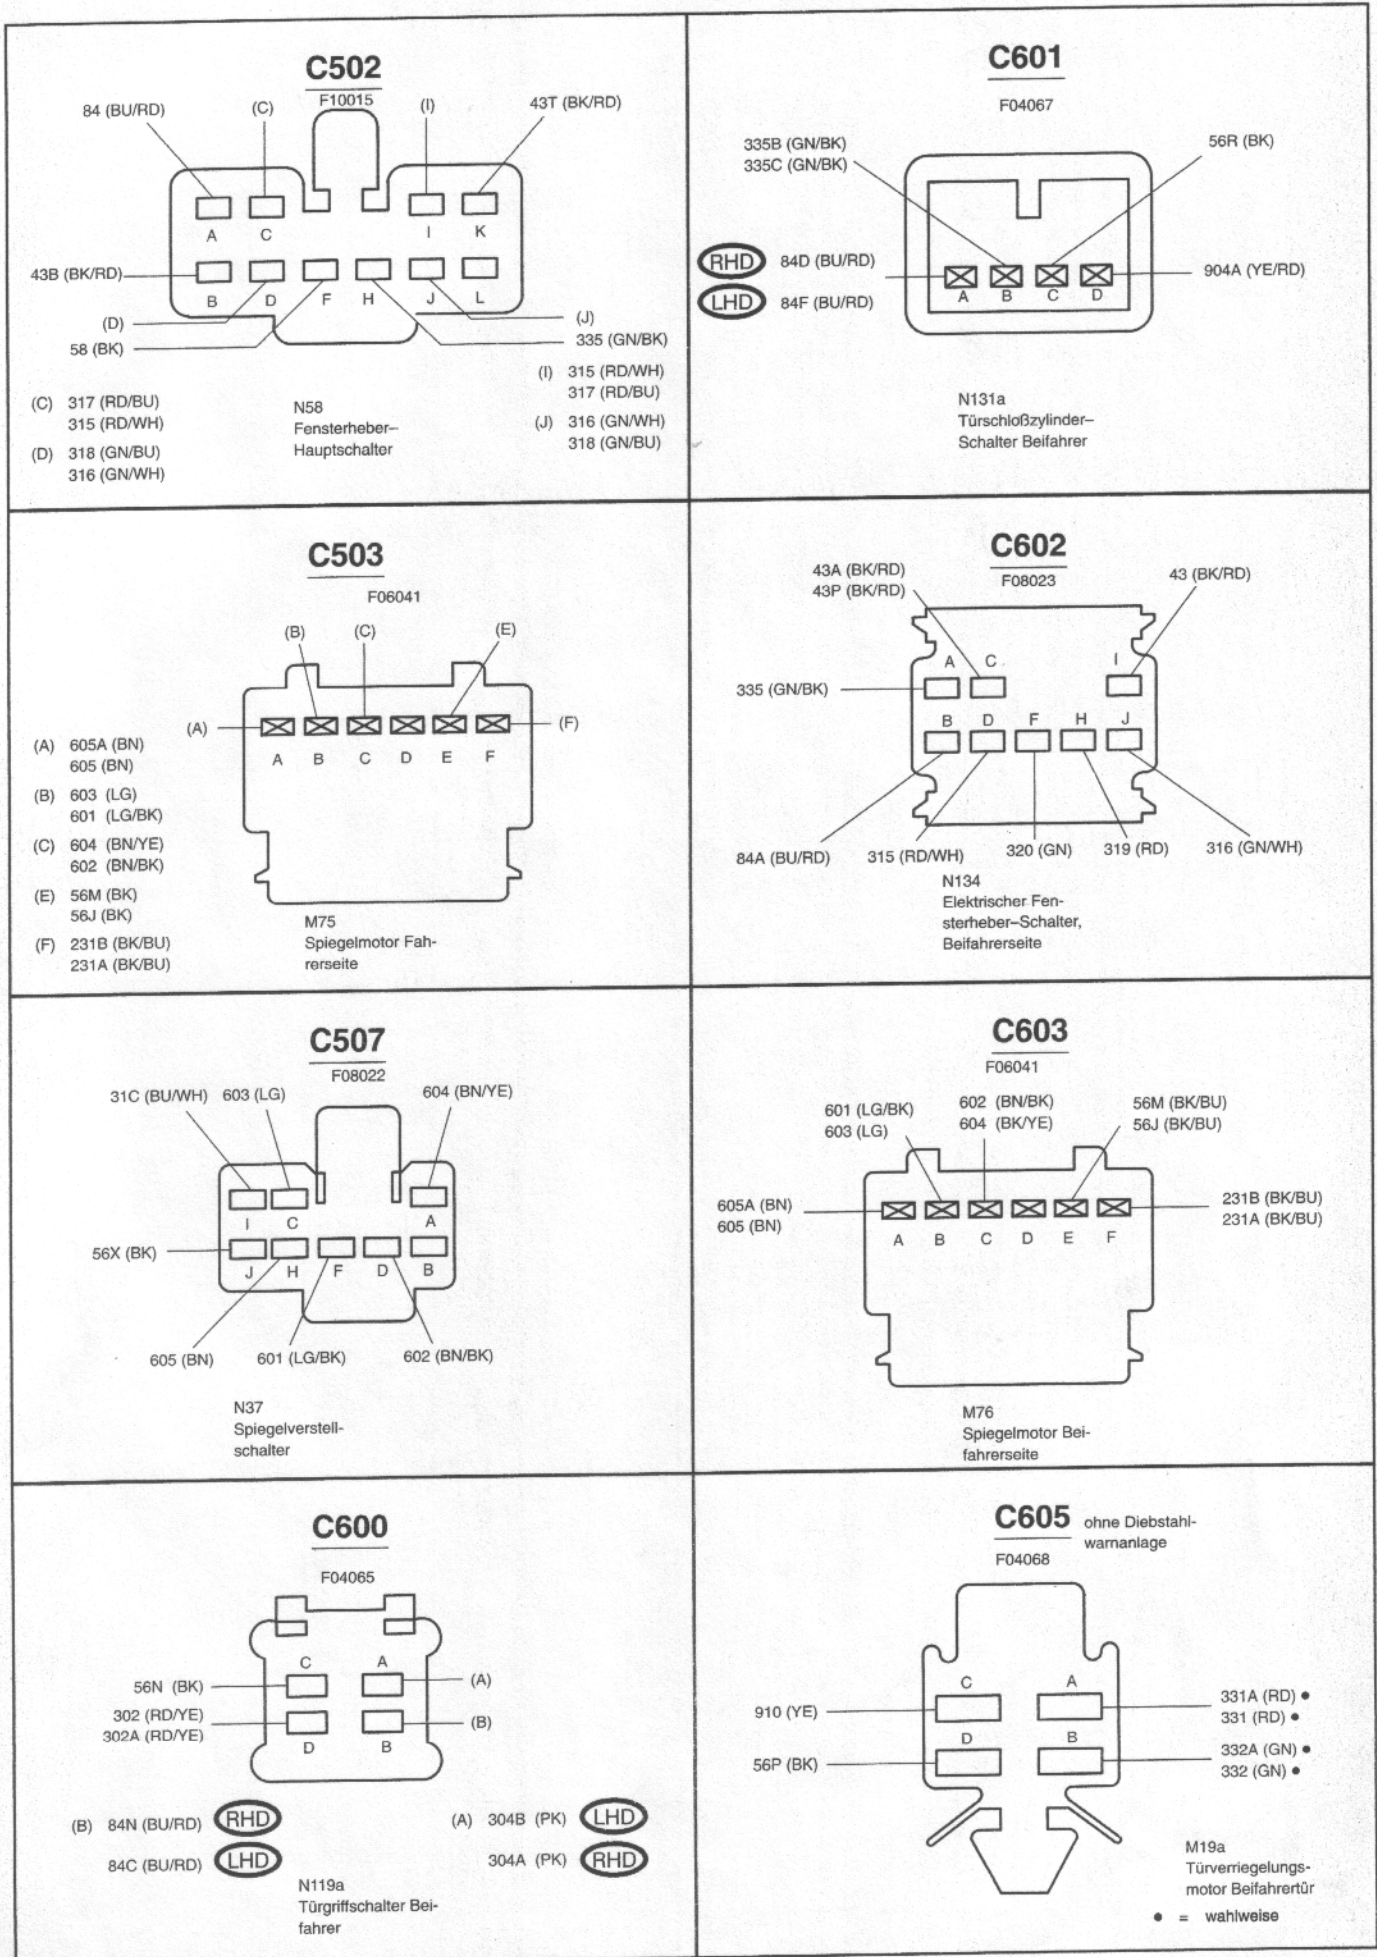 C502
F10015
84 (BU/RD)
(C)
(I)
43T (BK/RD)
A
C
I
K
43B (BK/RD)
B
D
F
H
J
L
(D)
58 (BK)
(J)
335 (GN/BK)
(C) 317 (RD/BU)
315 (RD/WH)
(D) 318 (GN/BU)
316 (GN/WH)
N58
Fensterheber–
Hauptschalter
(I) 315 (RD/WH)
317 (RD/BU)
(J) 316 (GN/WH)
318 (GN/BU)
C601
F04067
335B (GN/BK)
335C (GN/BK)
56R (BK)
RHD 84D (BU/RD)
LHD 84F (BU/RD)
904A (YE/RD)
A
B
C
D
N131a
Türschloßzylinder–
Schalter Beifahrer
C503
F06041
(B)
(C)
(E)
(A)
(F)
A
B
C
D
E
F
(A) 605A (BN)
605 (BN)
(B) 603 (LG)
601 (LG/BK)
(C) 604 (BN/YE)
602 (BN/BK)
(E) 56M (BK)
56J (BK)
(F) 231B (BK/BU)
231A (BK/BU)
M75
Spiegelmotor Fah-
rerseite
C602
F08023
43A (BK/RD)
43P (BK/RD)
43 (BK/RD)
A
C
I
335 (GN/BK)
B
D
F
H
J
84A (BU/RD)
315 (RD/WH)
320 (GN)
319 (RD)
316 (GN/WH)
N134
Elektrischer Fen-
sterheber–Schalter,
Beifahrerseite
C507
F08022
31C (BU/WH)
603 (LG)
604 (BN/YE)
I
C
A
56X (BK)
J
H
F
D
B
605 (BN)
601 (LG/BK)
602 (BN/BK)
N37
Spiegelverstell-
schalter
C603
F06041
601 (LG/BK)
603 (LG)
602 (BN/BK)
604 (BK/YE)
56M (BK/BU)
56J (BK/BU)
605A (BN)
605 (BN)
231B (BK/BU)
231A (BK/BU)
A
B
C
D
E
F
M76
Spiegelmotor Bei-
fahrerseite
C600
F04065
C
A
56N (BK)
(A)
302 (RD/YE)
302A (RD/YE)
(B)
D
B
(B) 84N (BU/RD) RHD
84C (BU/RD) LHD
(A) 304B (PK) LHD
304A (PK) RHD
N119a
Türgriffschalter Bei-
fahrer
C605 ohne Diebstahl-
warnanlage
F04068
C
A
910 (YE)
331A (RD) •
331 (RD) •
D
B
56P (BK)
332A (GN) •
332 (GN) •
M19a
Türverriegelungs-
motor Beifahrertür
• = wahlweise